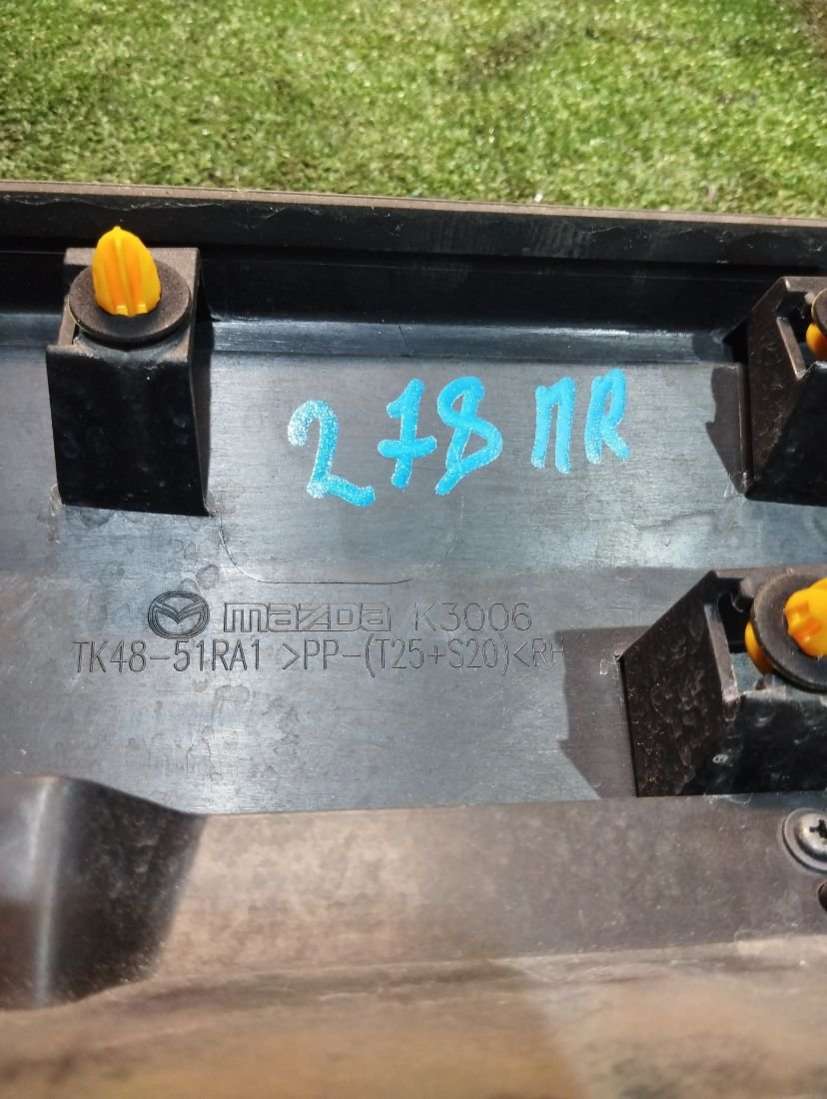 278 ПR
mazda K3006
TK48-51RA1 >PP-(T25+S20)<RH